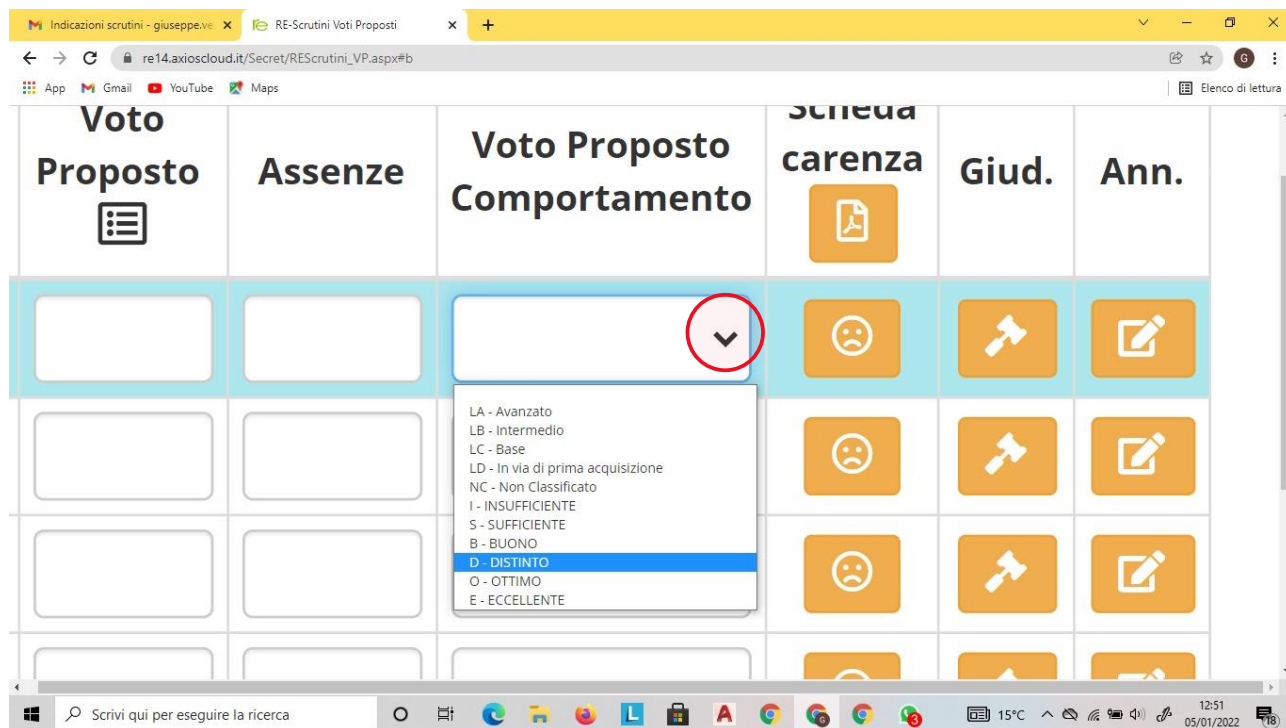 Indicazioni scrutini - giuseppe.ve
RE-Scrutini Voti Proposti
re14.axioscloud.it/Secret/REScrutini_VP.aspx#b
G
App
Gmail
YouTube
Maps
Elenco di lettura
Voto
Proposto
Assenze
Voto Proposto
Comportamento
Scheda
carenza
Giud.
Ann.
LA - Avanzato
LB - Intermedio
LC - Base
LD - In via di prima acquisizione
NC - Non Classificato
I - INSUFFICIENTE
S - SUFFICIENTE
B - BUONO
D - DISTINTO
O - OTTIMO
E - ECCELLENTE
Scrivi qui per eseguire la ricerca
L
A
G
3
15°C
12:51
05/01/2022